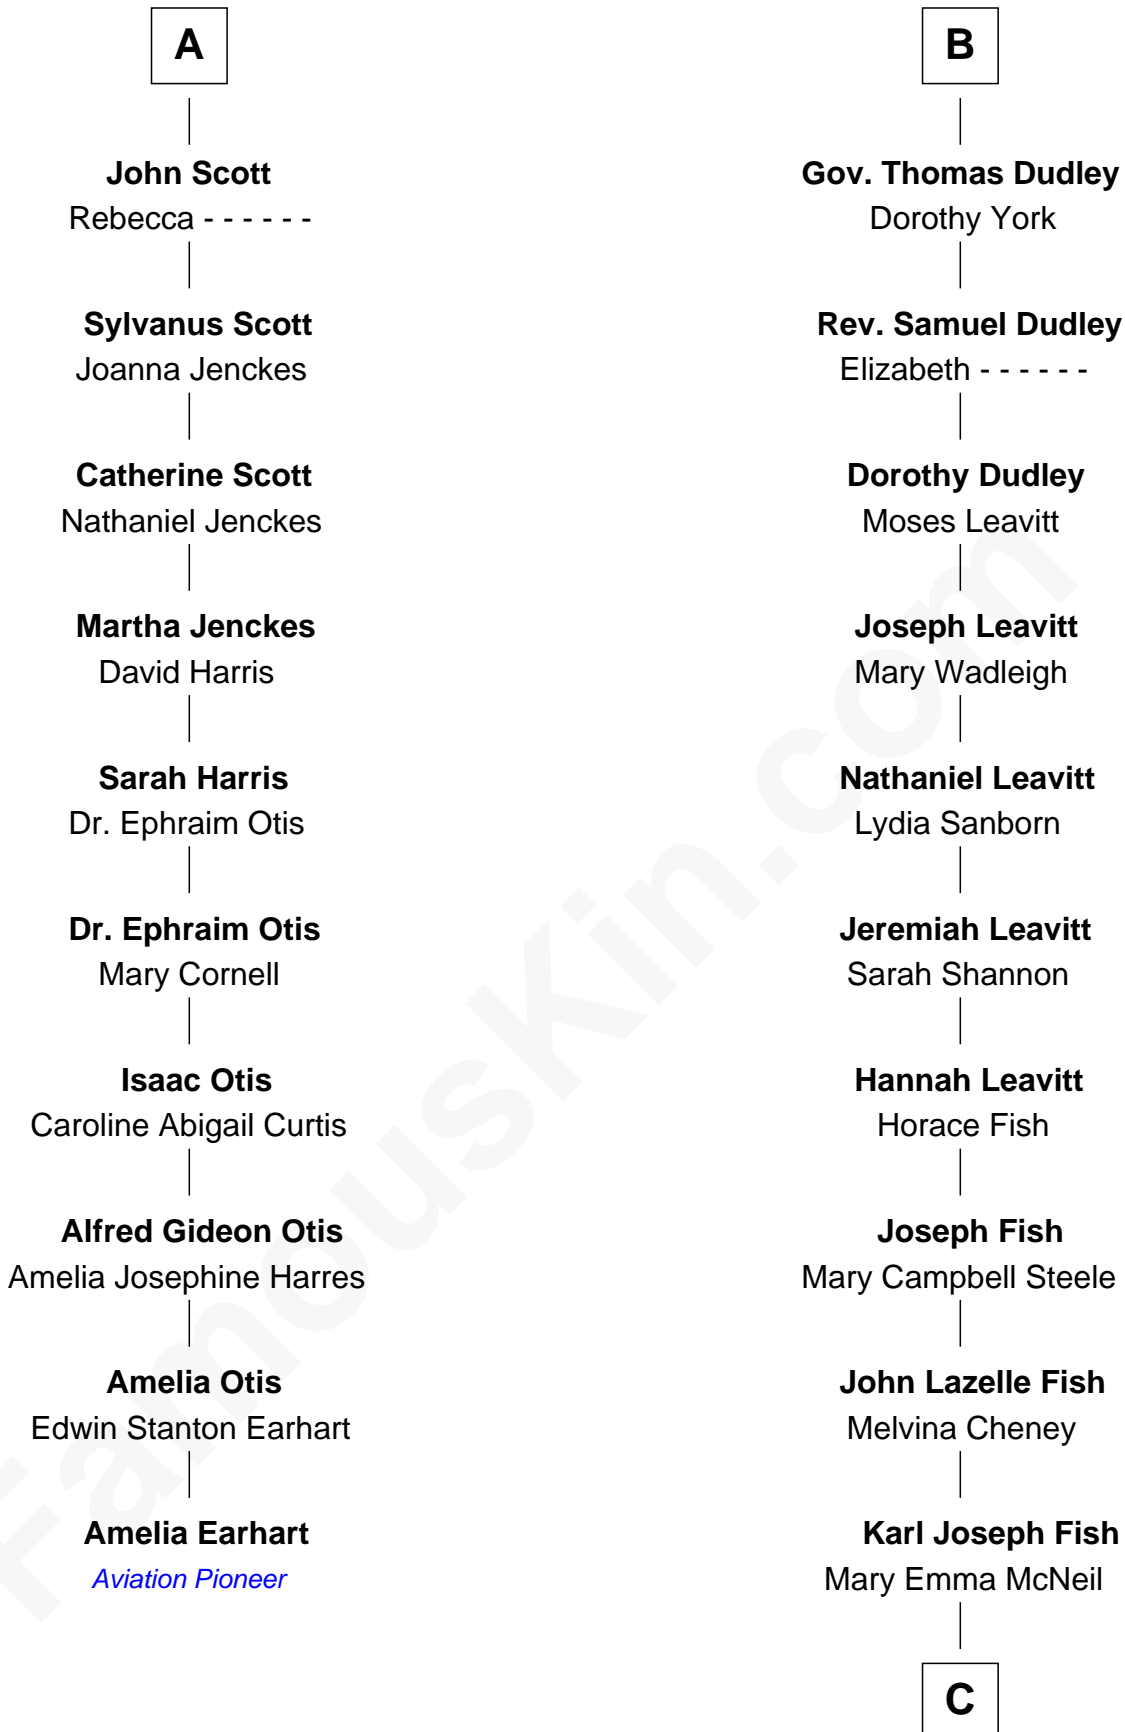 A
John Scott
Rebecca - - - - - -
Sylvanus Scott
Joanna Jenckes
Catherine Scott
Nathaniel Jenckes
Martha Jenckes
David Harris
Sarah Harris
Dr. Ephraim Otis
Dr. Ephraim Otis
Mary Cornell
Isaac Otis
Caroline Abigail Curtis
Alfred Gideon Otis
Amelia Josephine Harres
Amelia Otis
Edwin Stanton Earhart
Amelia Earhart
Aviation Pioneer
B
Gov. Thomas Dudley
Dorothy York
Rev. Samuel Dudley
Elizabeth - - - - - -
Dorothy Dudley
Moses Leavitt
Joseph Leavitt
Mary Wadleigh
Nathaniel Leavitt
Lydia Sanborn
Jeremiah Leavitt
Sarah Shannon
Hannah Leavitt
Horace Fish
Joseph Fish
Mary Campbell Steele
John Lazelle Fish
Melvina Cheney
Karl Joseph Fish
Mary Emma McNeil
C
FamousKin.com